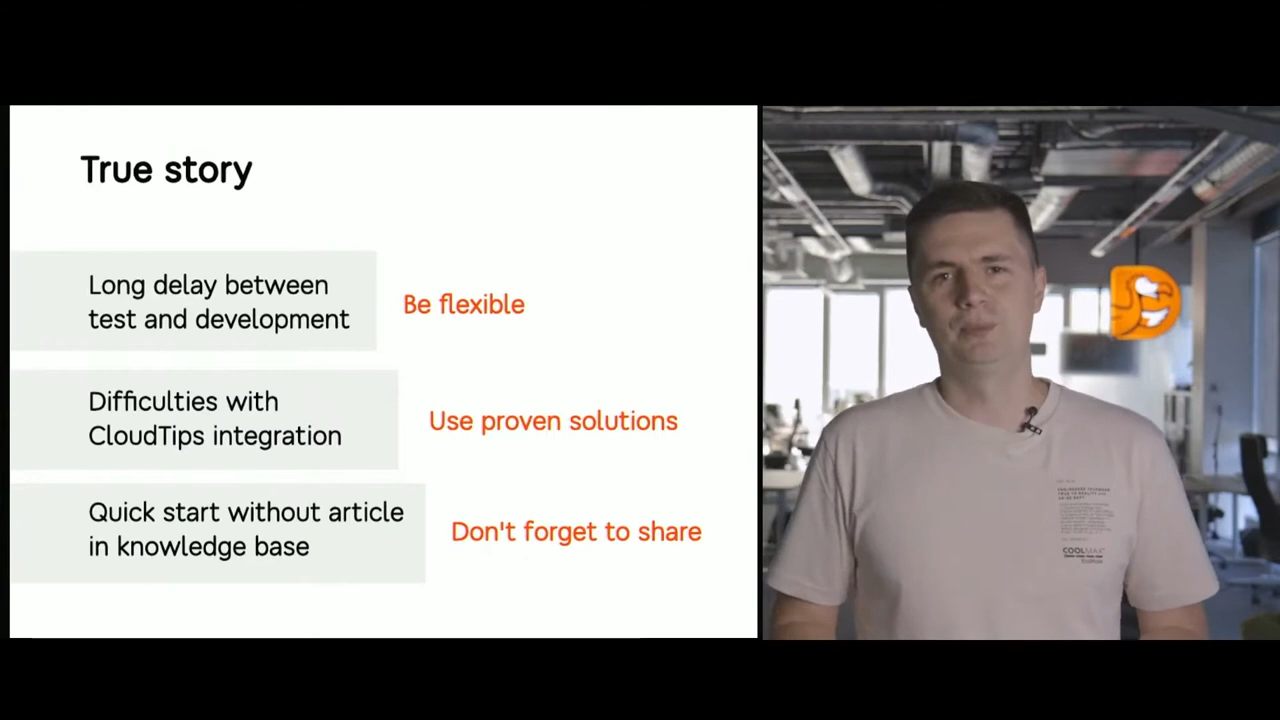 True story
Long delay between
test and development
Be flexible
Difficulties with
CloudTips integration
Use proven solutions
Quick start without article
in knowledge base
Don't forget to share
COOLMAX